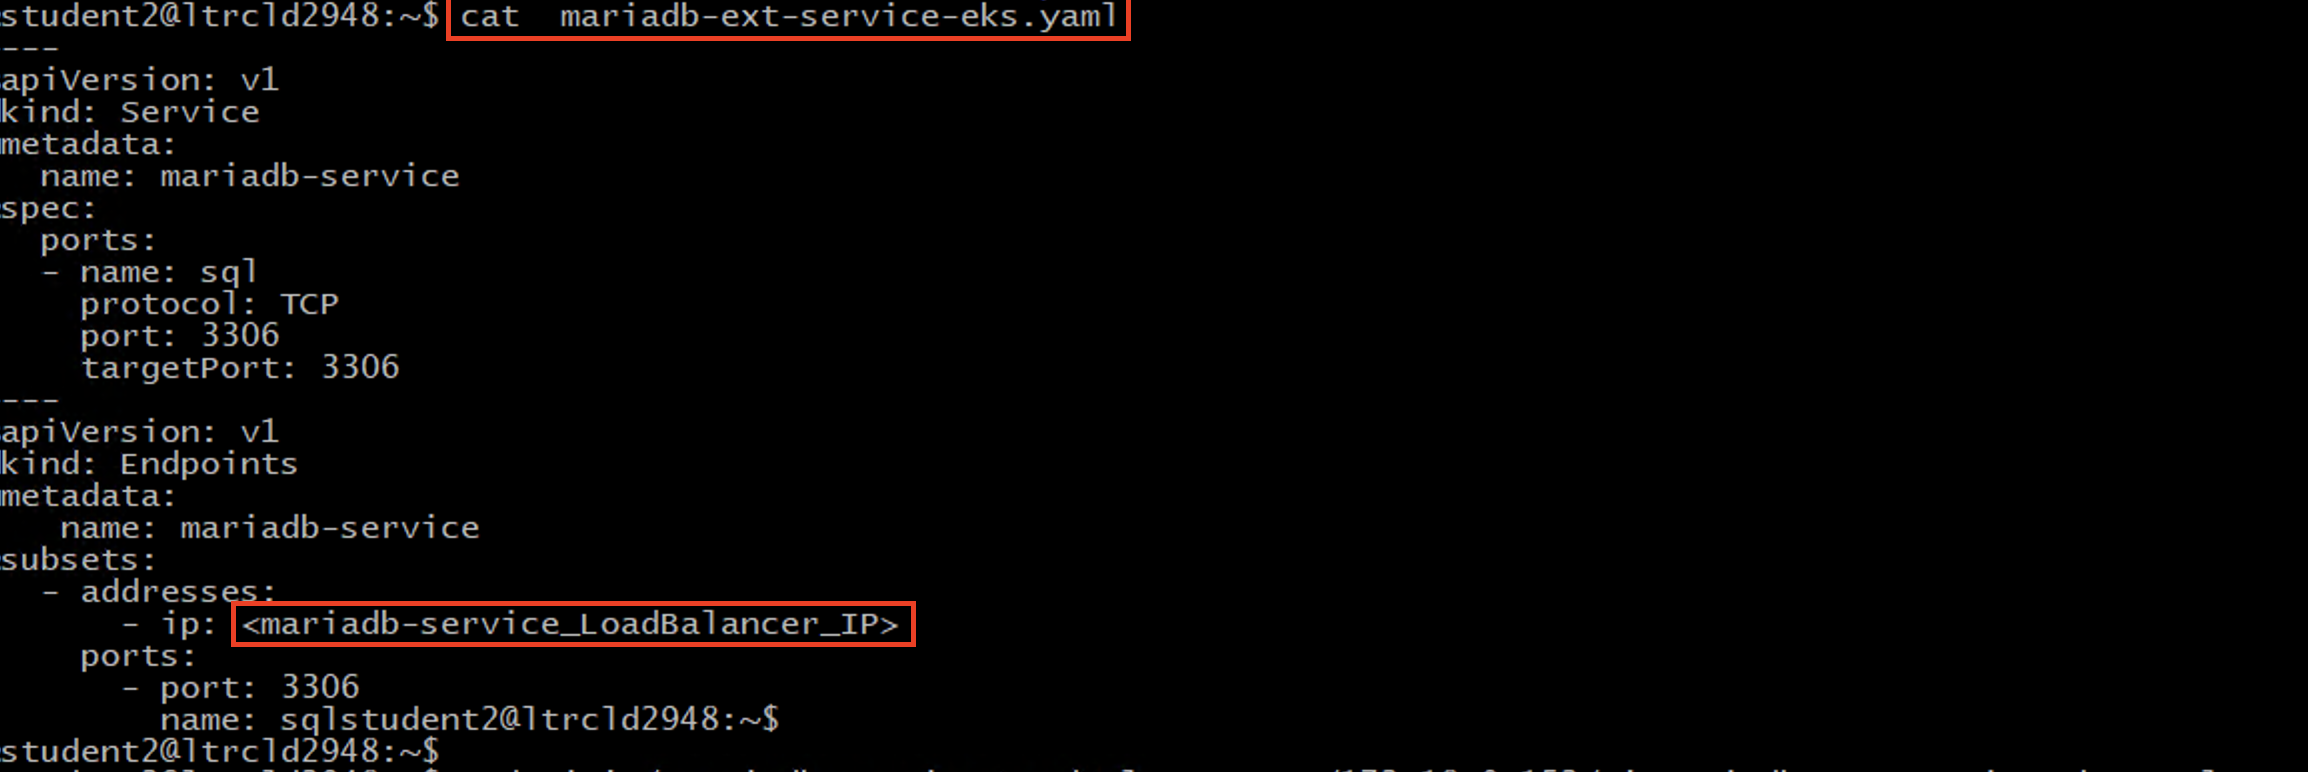 student2@ltrcld2948:~$ cat  mariadb-ext-service-eks.yaml
---
apiVersion: v1
kind: Service
metadata:
  name: mariadb-service
spec:
  ports:
  - name: sql
    protocol: TCP
    port: 3306
    targetPort: 3306
---
apiVersion: v1
kind: Endpoints
metadata:
   name: mariadb-service
subsets:
  - addresses:
      - ip: <mariadb-service_LoadBalancer_IP>
    ports:
      - port: 3306
        name: sqlstudent2@ltrcld2948:~$
student2@ltrcld2948:~$